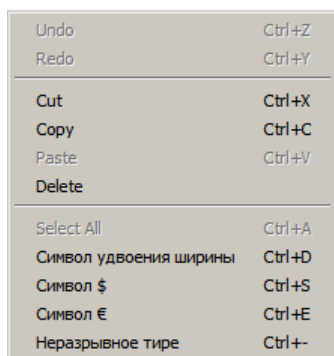 Undo Ctrl+Z
Redo Ctrl+Y
Cut Ctrl+X
Copy Ctrl+C
Paste Ctrl+V
Delete
Select All Ctrl+A
Символ удвоения ширины Ctrl+D
Символ $ Ctrl+S
Символ € Ctrl+E
Неразрывное тире Ctrl+-